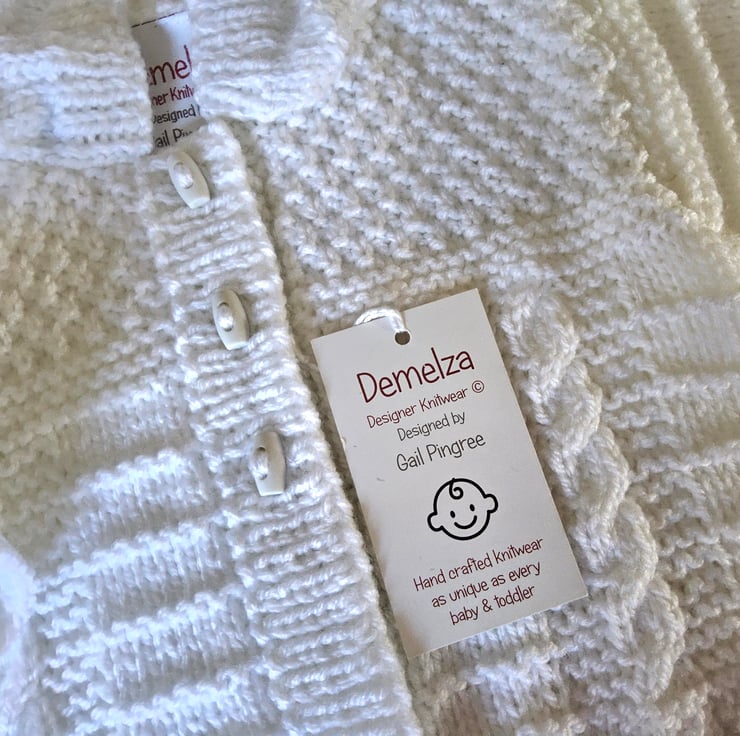 Demelza
Designer Knitwear ©
Designed by
Gail Pingree
Hand crafted knitwear
as unique as every
baby & toddler